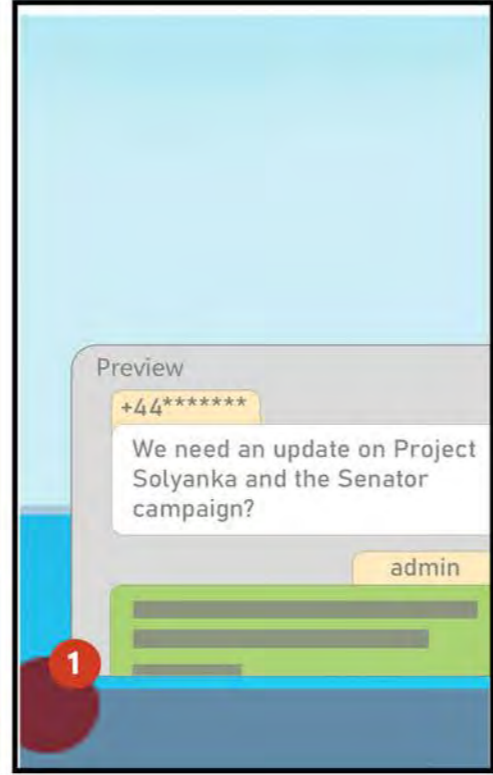 Preview
+44*******
We need an update on Project
Solyanka and the Senator
campaign?
admin
1